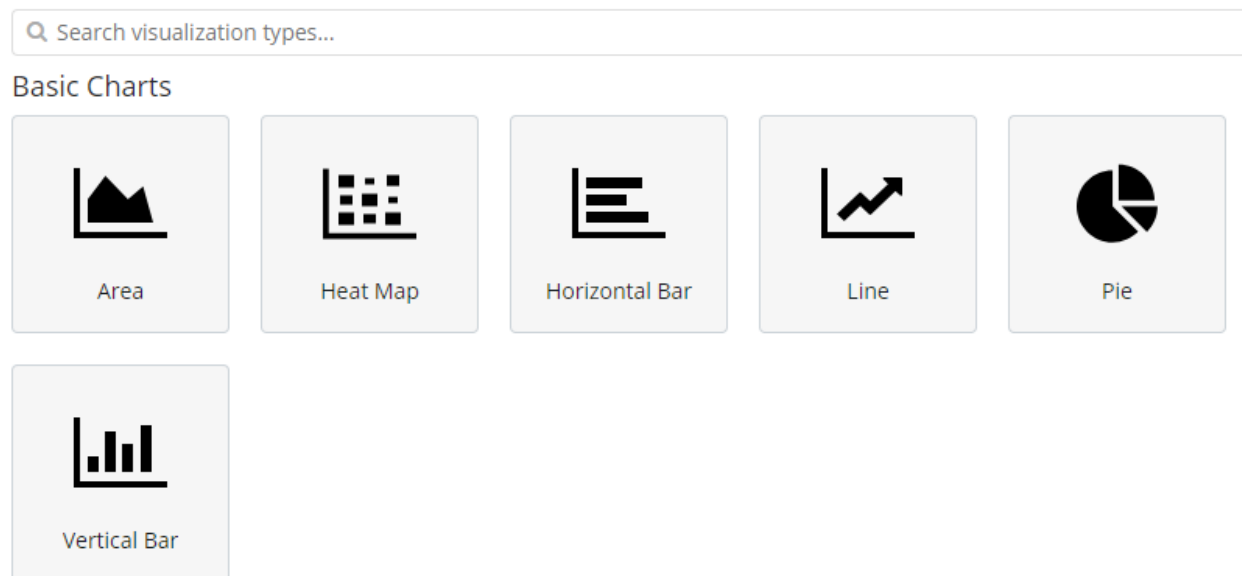 Search visualization types...
Basic Charts
Area
Heat Map
Horizontal Bar
Line
Pie
Vertical Bar